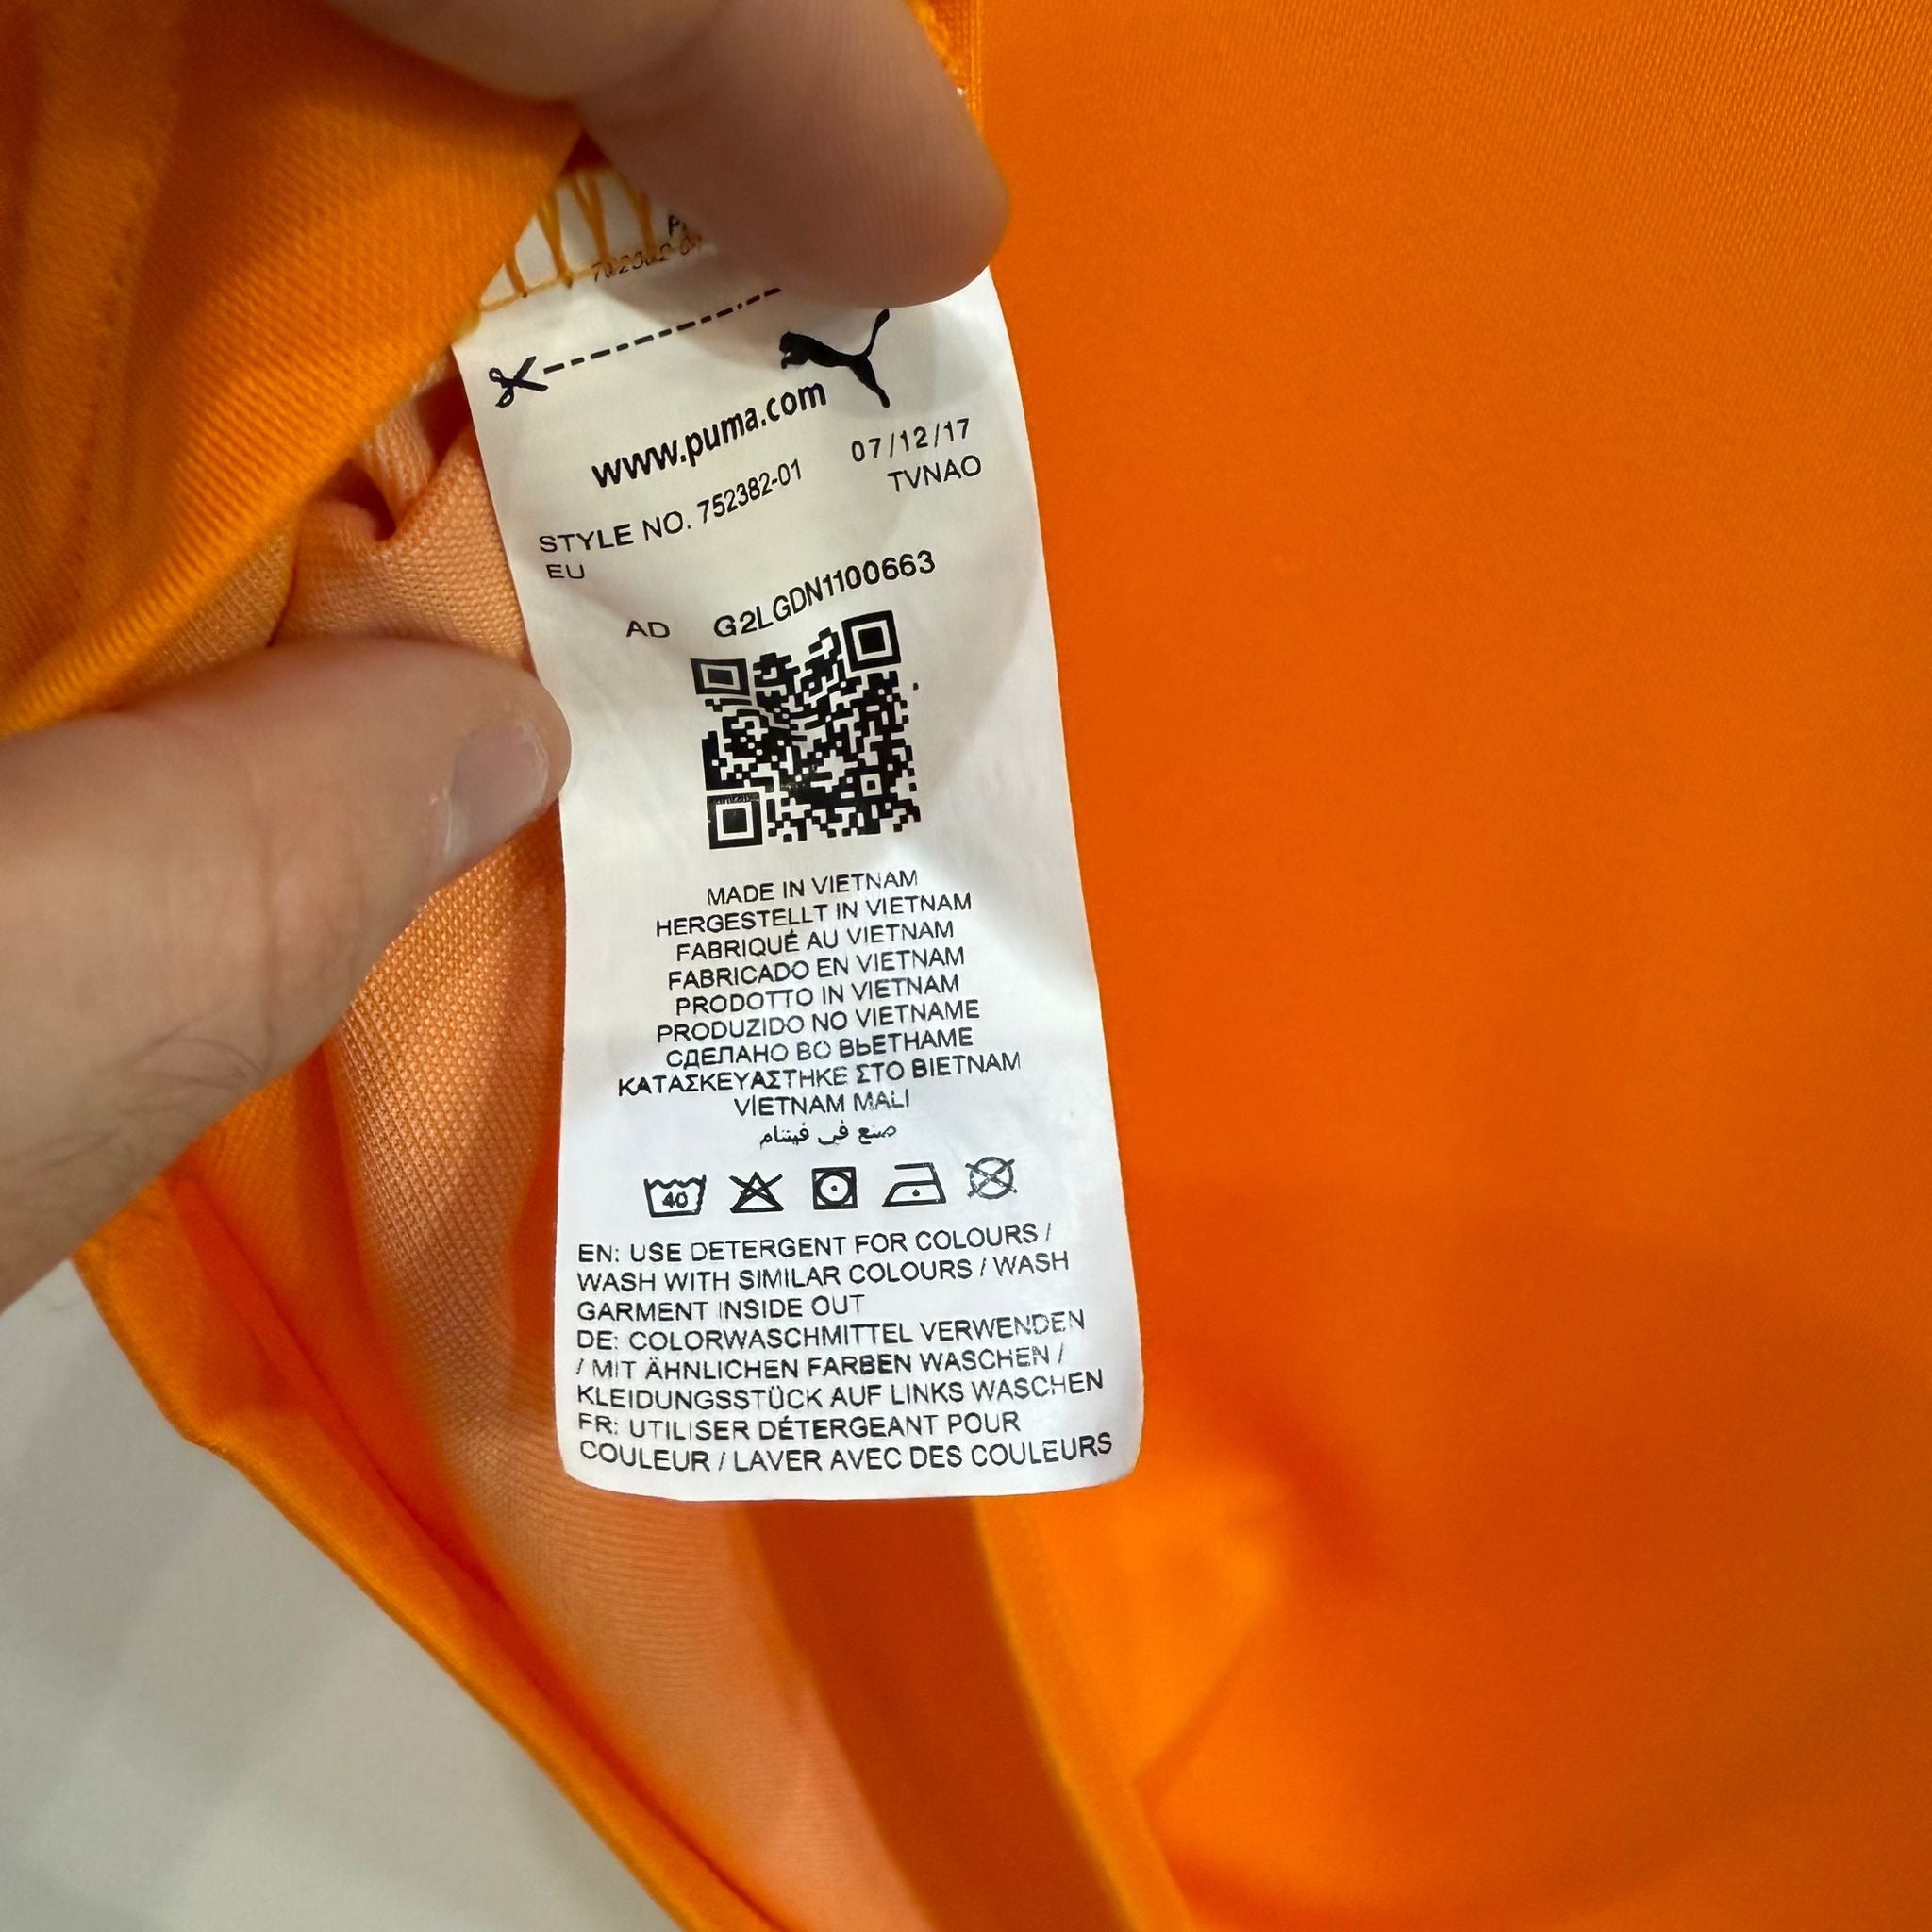 www.puma.com
07/12/17
STYLE NO. 752382-01
TVNAO
EU
AD G2LGDN1100663
MADE IN VIETNAM
HERGESTELLT IN VIETNAM
FABRIQUÉ AU VIETNAM
FABRICADO EN VIETNAM
PRODOTTO IN VIETNAM
PRODUZIDO NO VIETNAME
СДЕЛАНО ВО ВЬЕТНАМЕ
ΚΑΤΑΣΚΕΥΑΣΤΗΚΕ ΣΤΟ ΒΙΕΤΝΑΜ
VİETNAM MALI
صنع في فيتنام
40
EN: USE DETERGENT FOR COLOURS /
WASH WITH SIMILAR COLOURS / WASH
GARMENT INSIDE OUT
DE: COLORWASCHMITTEL VERWENDEN
/ MIT ÄHNLICHEN FARBEN WASCHEN /
KLEIDUNGSSTÜCK AUF LINKS WASCHEN
FR: UTILISER DÉTERGEANT POUR
COULEUR / LAVER AVEC DES COULEURS